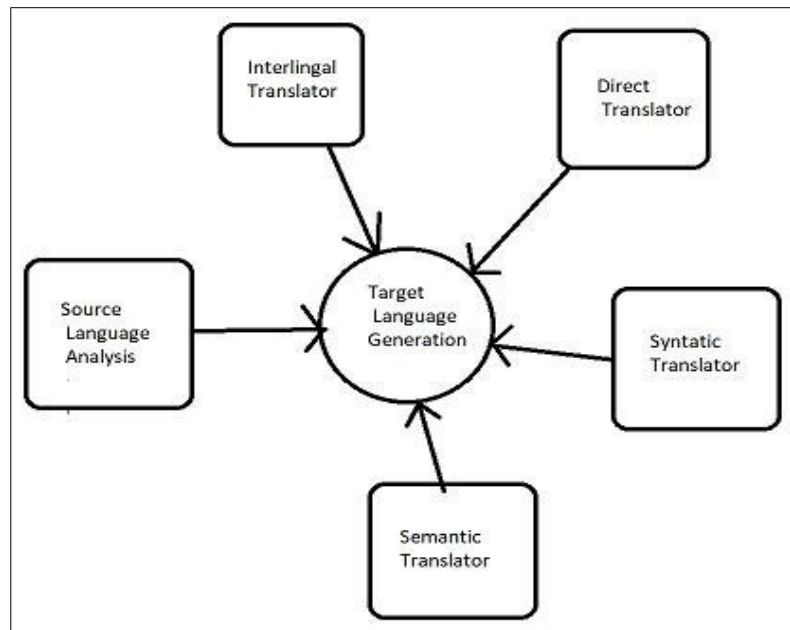 Interlingal
Translator
Direct
Translator
Source
Language
Analysis
Target
Language
Generation
Syntatic
Translator
Semantic
Translator